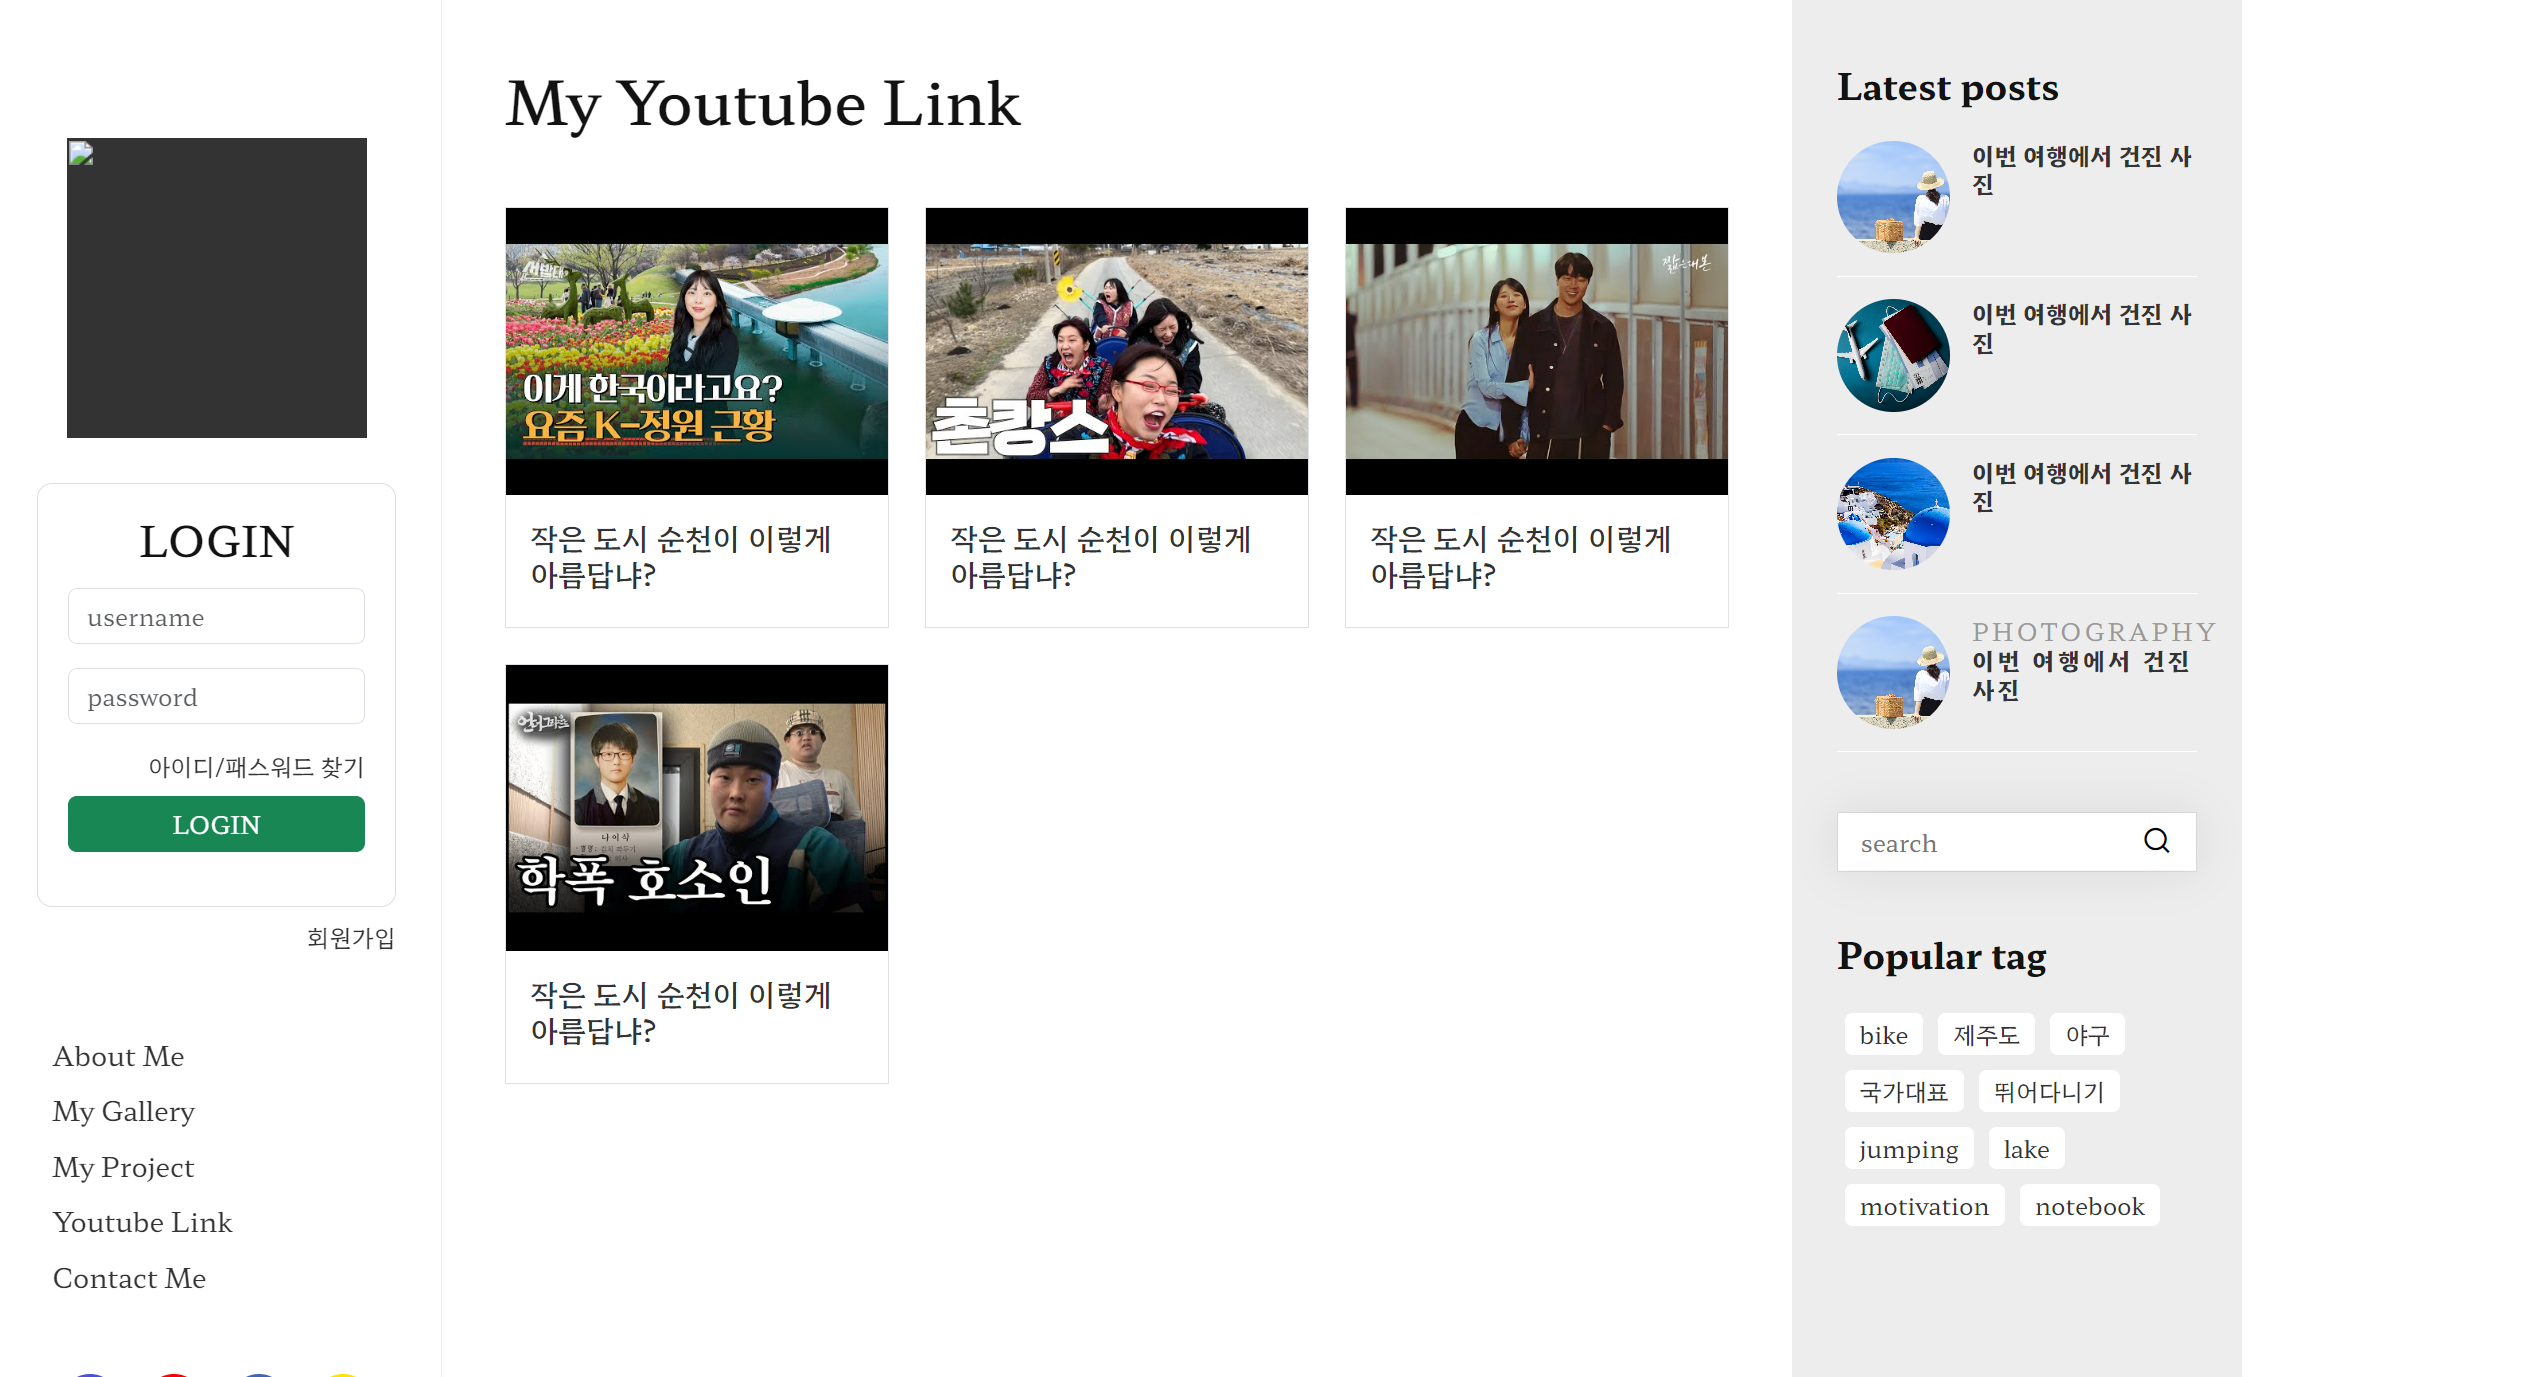 LOGIN
username
password
아이디/패스워드 찾기
LOGIN
회원가입
About Me
My Gallery
My Project
Youtube Link
Contact Me
My Youtube Link
이게 한국이라고요?
요즘 K-정원 근황
작은 도시 순천이 이렇게
아름답냐?
촌캉스
작은 도시 순천이 이렇게
아름답냐?
짧은대본
작은 도시 순천이 이렇게
아름답냐?
나이삭
학폭 호소인
작은 도시 순천이 이렇게
아름답냐?
Latest posts
이번 여행에서 건진 사
진
이번 여행에서 건진 사
진
이번 여행에서 건진 사
진
PHOTOGRAPHY
이번 여행에서 건진
사진
search
Popular tag
bike
제주도
야구
국가대표
뛰어다니기
jumping
lake
motivation
notebook